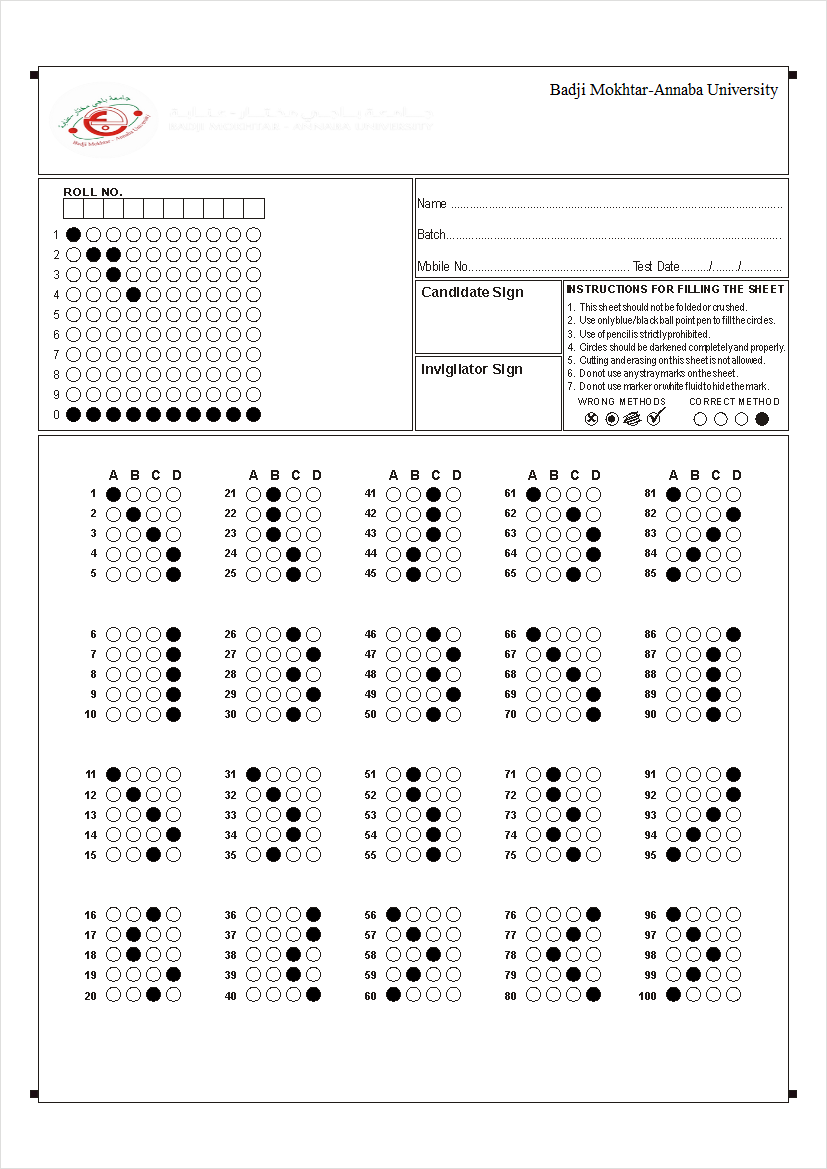 Badji Mokhtar-Annaba University
جامعة باجي مختار - عنابة
BADJI MOKHTAR - ANNABA UNIVERSITY
Badji Mokhtar - Annaba University
ROLL NO.
1
2
3
4
5
6
7
8
9
0
Name ................................................................................................................
Batch................................................................................................................
Mobile No...................................................... Test Date........./........./..............
Candidate Sign
Invigilator Sign
INSTRUCTIONS FOR FILLING THE SHEET
1. This sheet should not be folded or crushed.
2. Use only blue/black ball point pen to fill the circles.
3. Use of pencil is strictly prohibited.
4. Circles should be darkened completely and properly.
5. Cutting and erasing on this sheet is not allowed.
6. Do not use any stray marks on the sheet.
7. Do not use marker or white fluid to hide the mark.
WRONG METHODS CORRECT METHOD
A B C D A B C D A B C D A B C D A B C D
1 21 41 61 81
2 22 42 62 82
3 23 43 63 83
4 24 44 64 84
5 25 45 65 85
6 26 46 66 86
7 27 47 67 87
8 28 48 68 88
9 29 49 69 89
10 30 50 70 90
11 31 51 71 91
12 32 52 72 92
13 33 53 73 93
14 34 54 74 94
15 35 55 75 95
16 36 56 76 96
17 37 57 77 97
18 38 58 78 98
19 39 59 79 99
20 40 60 80 100